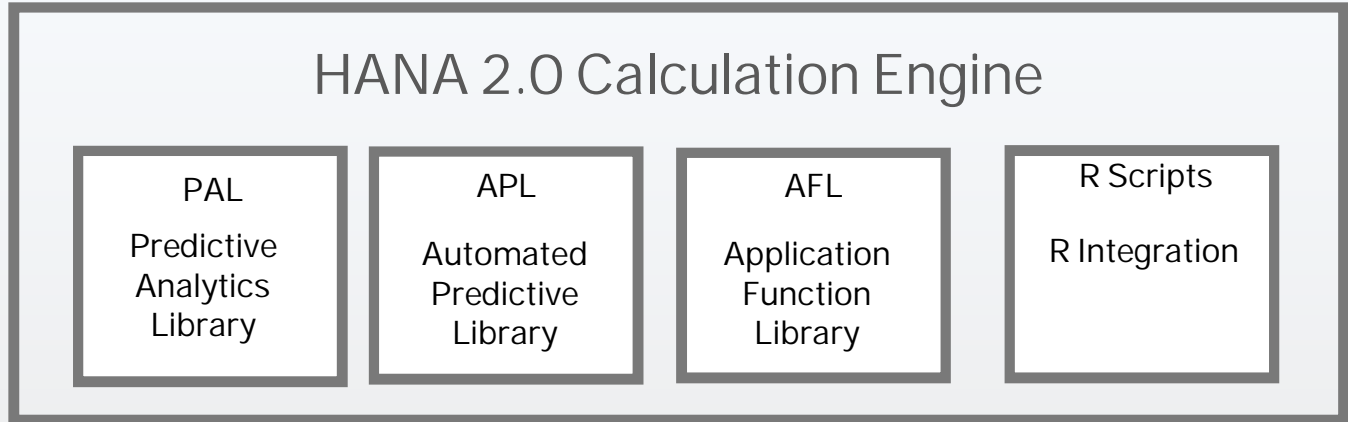 HANA 2.0 Calculation Engine
PAL
Predictive
Analytics
Library
APL
Automated
Predictive
Library
AFL
Application
Function
Library
R Scripts
R Integration